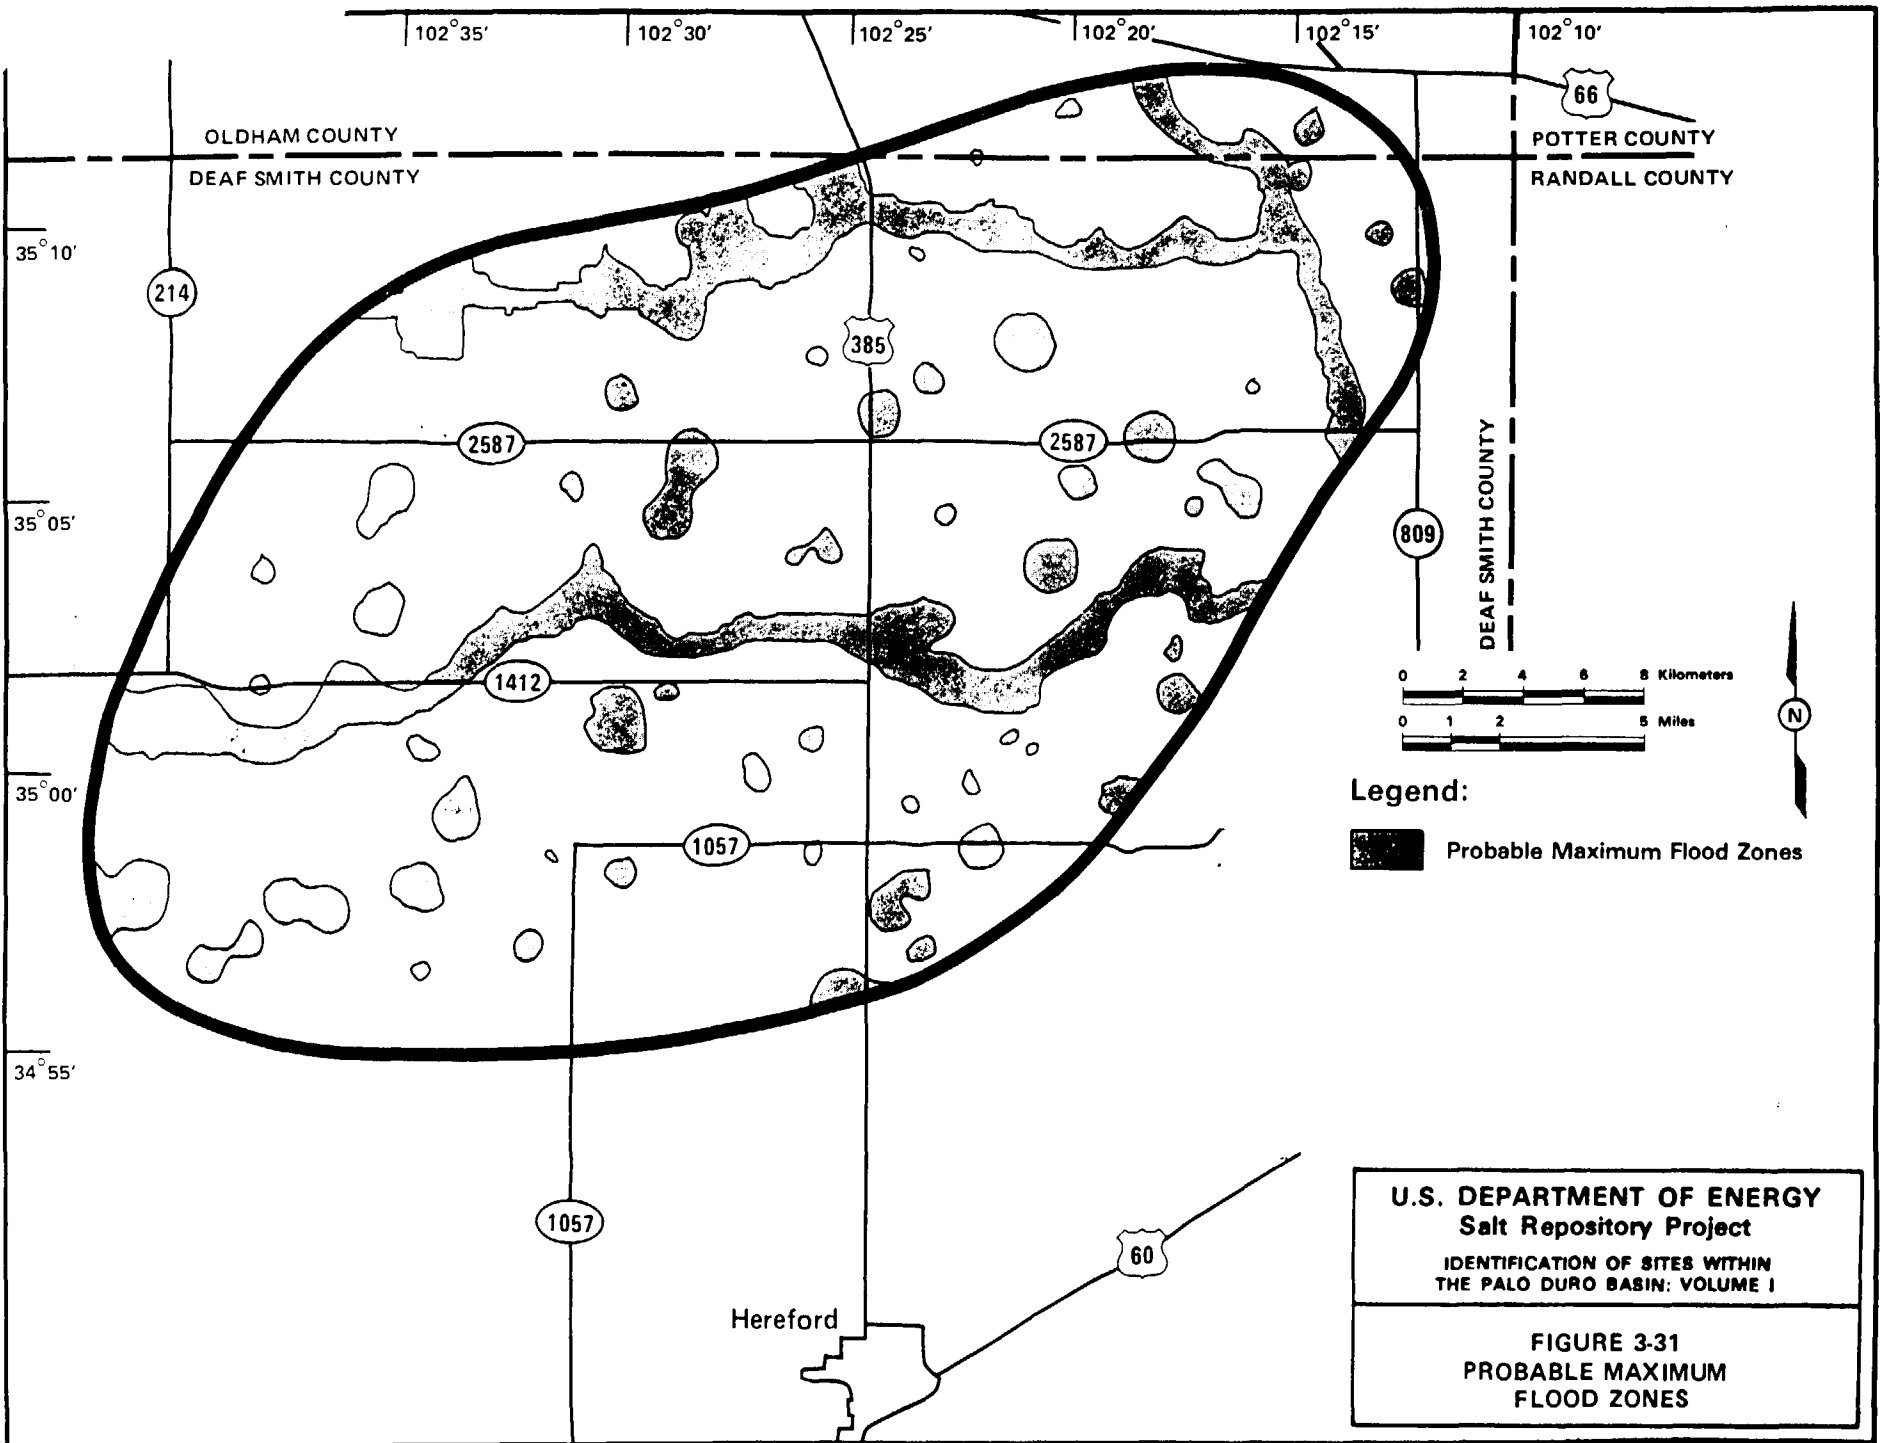 102°35'
102°30'
102°25'
102°20'
102°15'
102°10'
66
OLDHAM COUNTY
POTTER COUNTY
DEAF SMITH COUNTY
RANDALL COUNTY
35°10'
214
385
2587
2587
35°05'
809
DEAF SMITH COUNTY
1412
0 2 4 6 8 Kilometers
0 1 2 5 Miles
N
35°00'
Legend:
1057
Probable Maximum Flood Zones
34°55'
1057
60
Hereford
U.S. DEPARTMENT OF ENERGY
Salt Repository Project
IDENTIFICATION OF SITES WITHIN
THE PALO DURO BASIN: VOLUME I
FIGURE 3-31
PROBABLE MAXIMUM
FLOOD ZONES